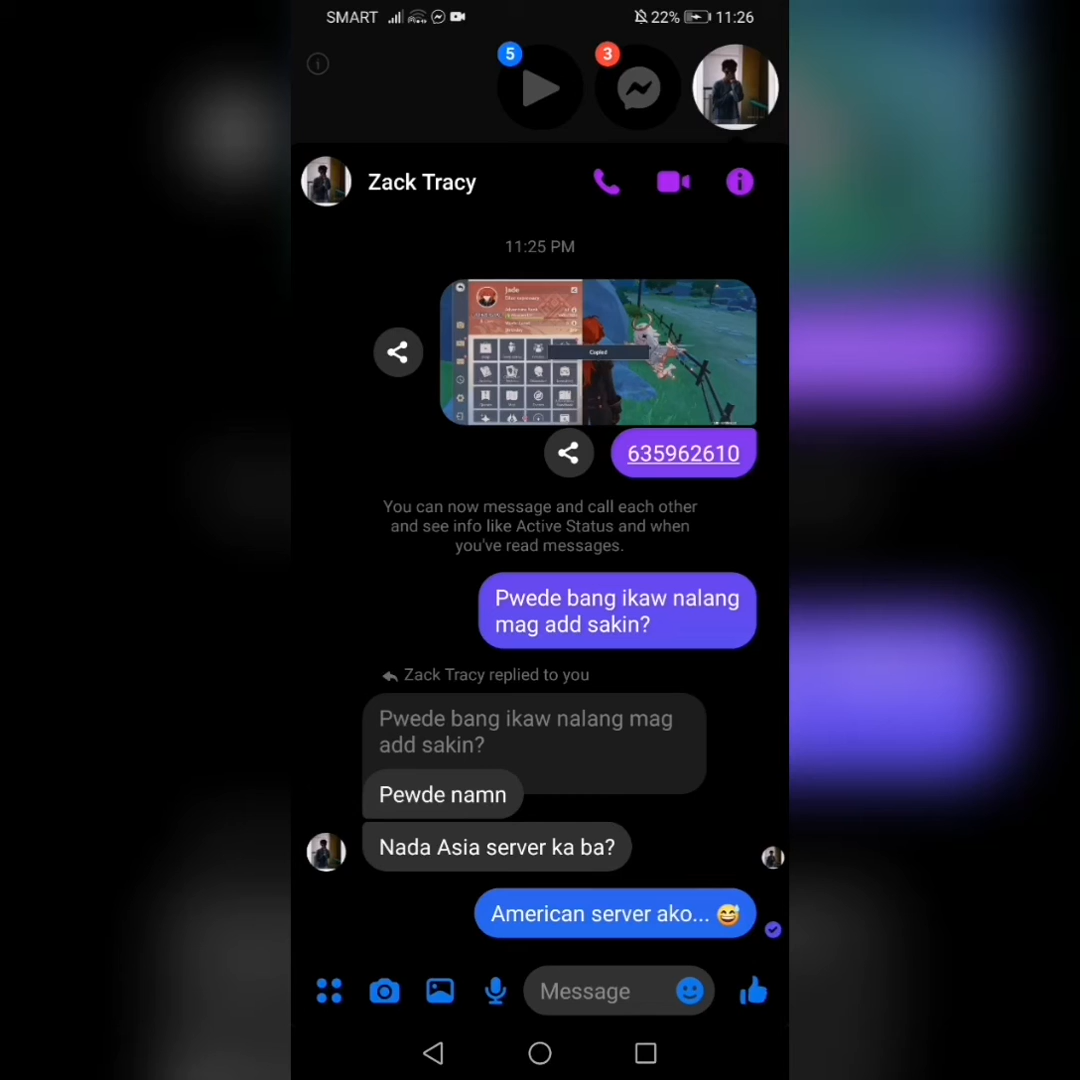 SMART 22% 11:26
5 3
Zack Tracy
11:25 PM
Jade
Copied
635962610
You can now message and call each other
and see info like Active Status and when
you've read messages.
Pwede bang ikaw nalang
mag add sakin?
Zack Tracy replied to you
Pwede bang ikaw nalang mag
add sakin?
Pewde namn
Nada Asia server ka ba?
American server ako... 😅
Message